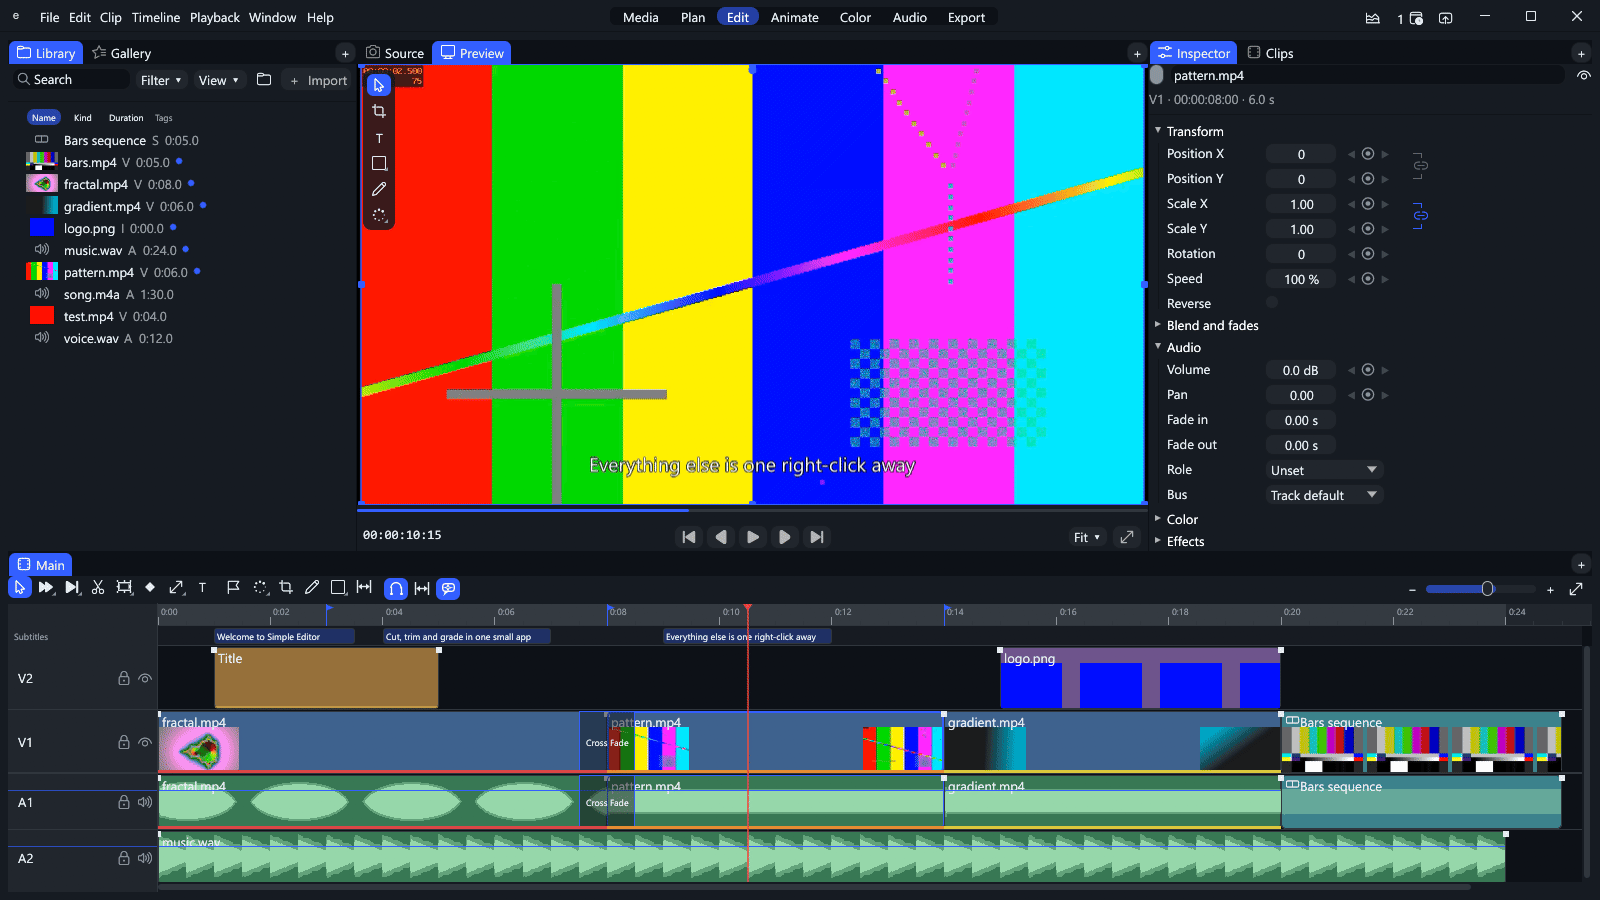 e File Edit Clip Timeline Playback Window Help
Media Plan Edit Animate Color Audio Export
1
Library Gallery +
Source Preview +
Inspector Clips +
Search Filter View + Import
Name Kind Duration Tags
Bars sequence S 0:05.0
bars.mp4 V 0:05.0
fractal.mp4 V 0:08.0
gradient.mp4 V 0:06.0
logo.png I 0:00.0
music.wav A 0:24.0
pattern.mp4 V 0:06.0
song.m4a A 1:30.0
test.mp4 V 0:04.0
voice.wav A 0:12.0
75
T
Everything else is one right-click away
00:00:10:15
Fit
pattern.mp4
V1 · 00:00:08:00 · 6.0 s
Transform
Position X 0
Position Y 0
Scale X 1.00
Scale Y 1.00
Rotation 0
Speed 100 %
Reverse
Blend and fades
Audio
Volume 0.0 dB
Pan 0.00
Fade in 0.00 s
Fade out 0.00 s
Role Unset
Bus Track default
Color
Effects
Main +
T
0:00 0:02 0:04 0:06 0:08 0:10 0:12 0:14 0:16 0:18 0:20 0:22 0:24
Subtitles Welcome to Simple Editor Cut, trim and grade in one small app Everything else is one right-click away
V2 Title logo.png
V1 fractal.mp4 Cross Fade pattern.mp4 gradient.mp4 Bars sequence
A1 fractal.mp4 Cross Fade pattern.mp4 gradient.mp4 Bars sequence
A2 music.wav